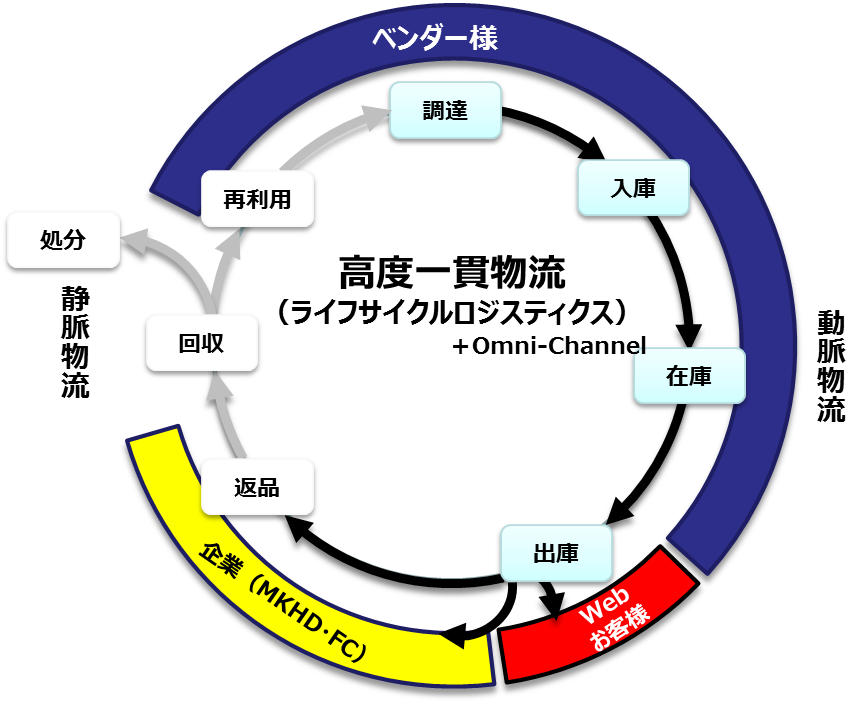 ベンダー様
調達
再利用
入庫
処分
高度一貫物流
（ライフサイクルロジスティクス）
＋Omni-Channel
静脈物流
動脈物流
回収
在庫
返品
出庫
企業（MKHD・FC）
Web
お客様